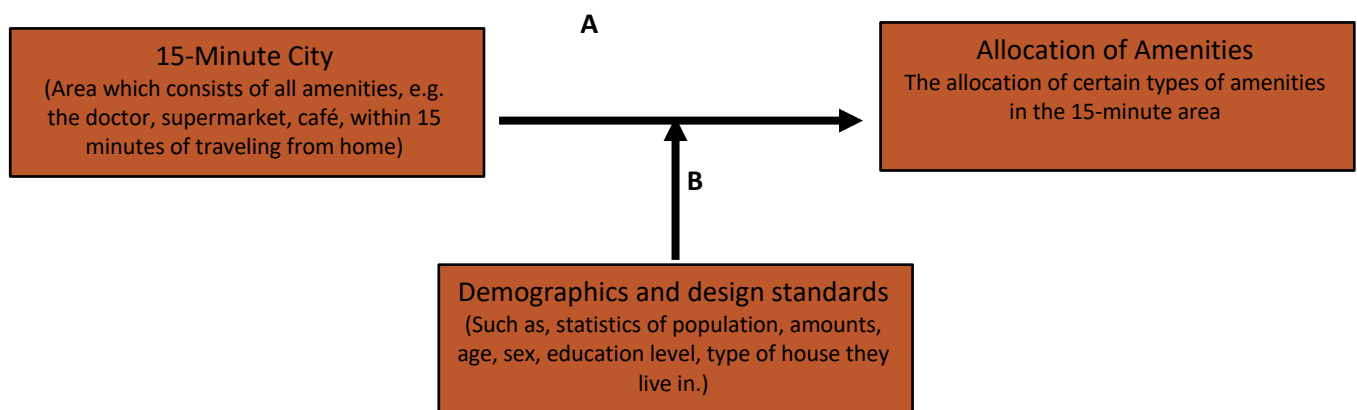 A
15-Minute City
(Area which consists of all amenities, e.g.
the doctor, supermarket, café, within 15
minutes of traveling from home)
Allocation of Amenities
The allocation of certain types of amenities
in the 15-minute area
B
Demographics and design standards
(Such as, statistics of population, amounts,
age, sex, education level, type of house they
live in.)